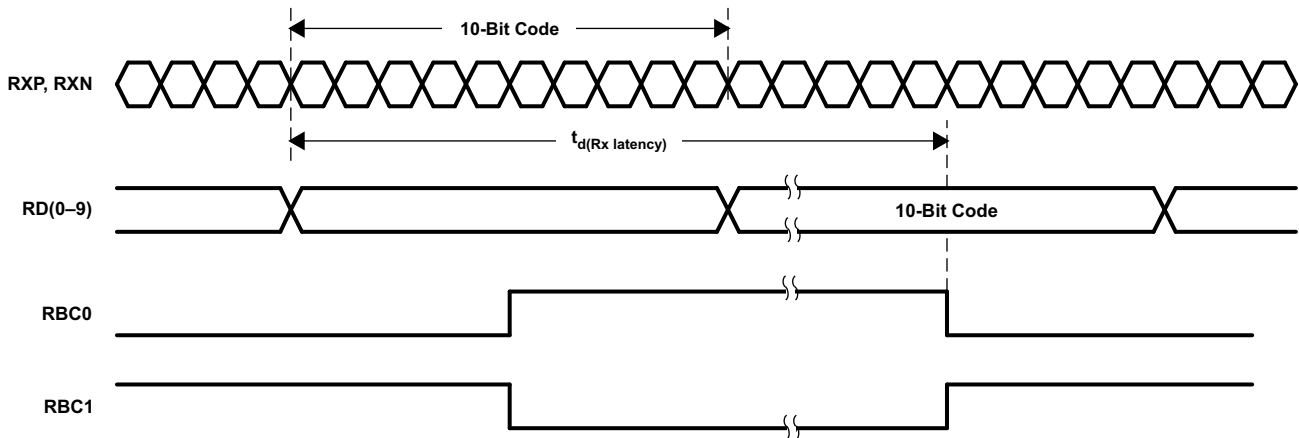 10-Bit Code
RXP, RXN
td(Rx latency)
RD(0–9)
10-Bit Code
RBC0
RBC1